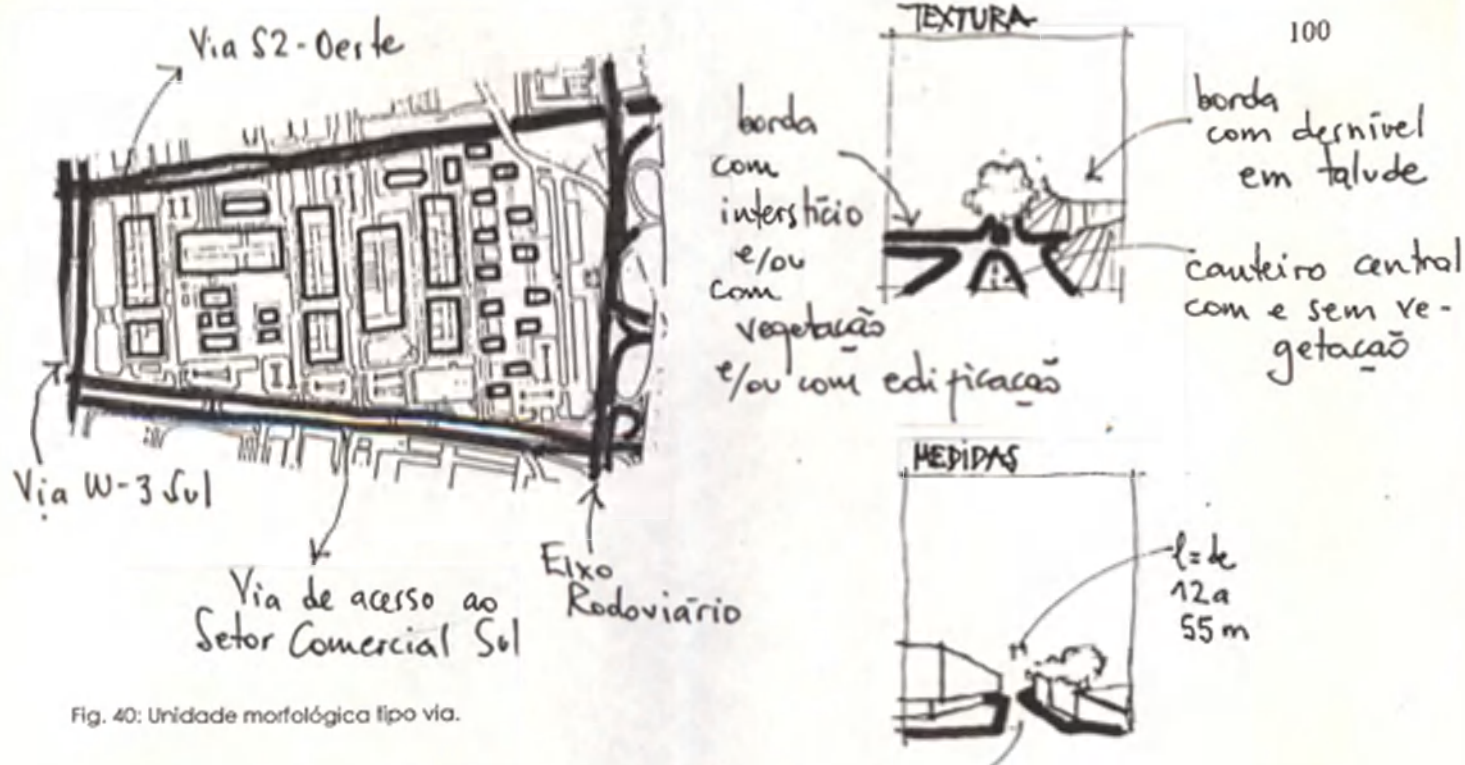 100
Via S2-Oeste
Via W-3 Sul
Via de acesso ao
Setor Comercial Sul
Eixo
Rodoviário
Fig. 40: Unidade morfológica tipo via.
TEXTURA
borda
com
interstício
e/ou
com
vegetação
e/ou com edificação
borda
com desnível
em talude
canteiro central
com e sem ve-
getação
MEDIDAS
l=de
12 a
55 m